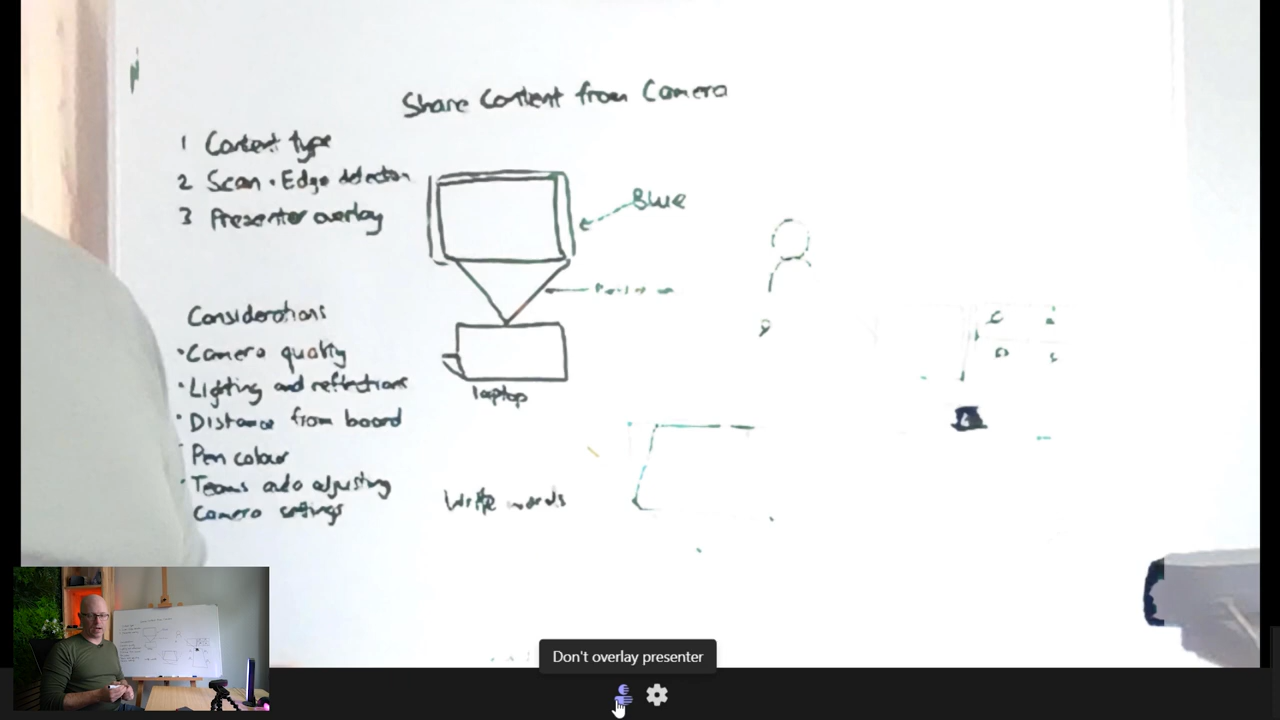 Share Content from Camera
1 Content type
2 Scan · Edge detection
3 Presenter overlay
Blue
Considerations
· Camera quality
· Lighting and reflections
· Distance from board
· Pen colour
· Teams auto adjusting
Camera settings
laptop
Write words
Don't overlay presenter